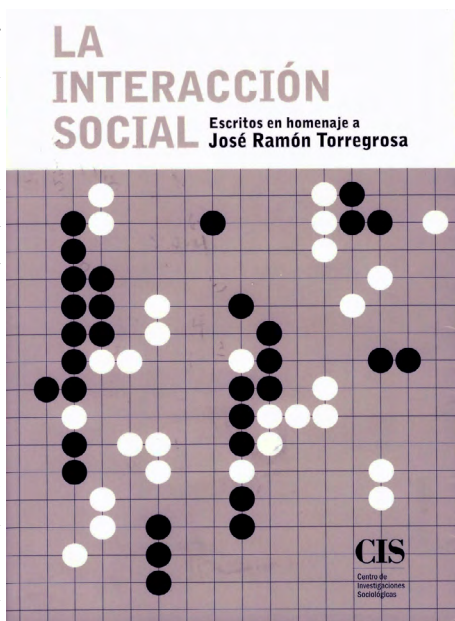 LA
INTERACCIÓN
SOCIAL
Escritos en homenaje a
José Ramón Torregrosa
CIS
Centro de
Investigaciones
Sociológicas